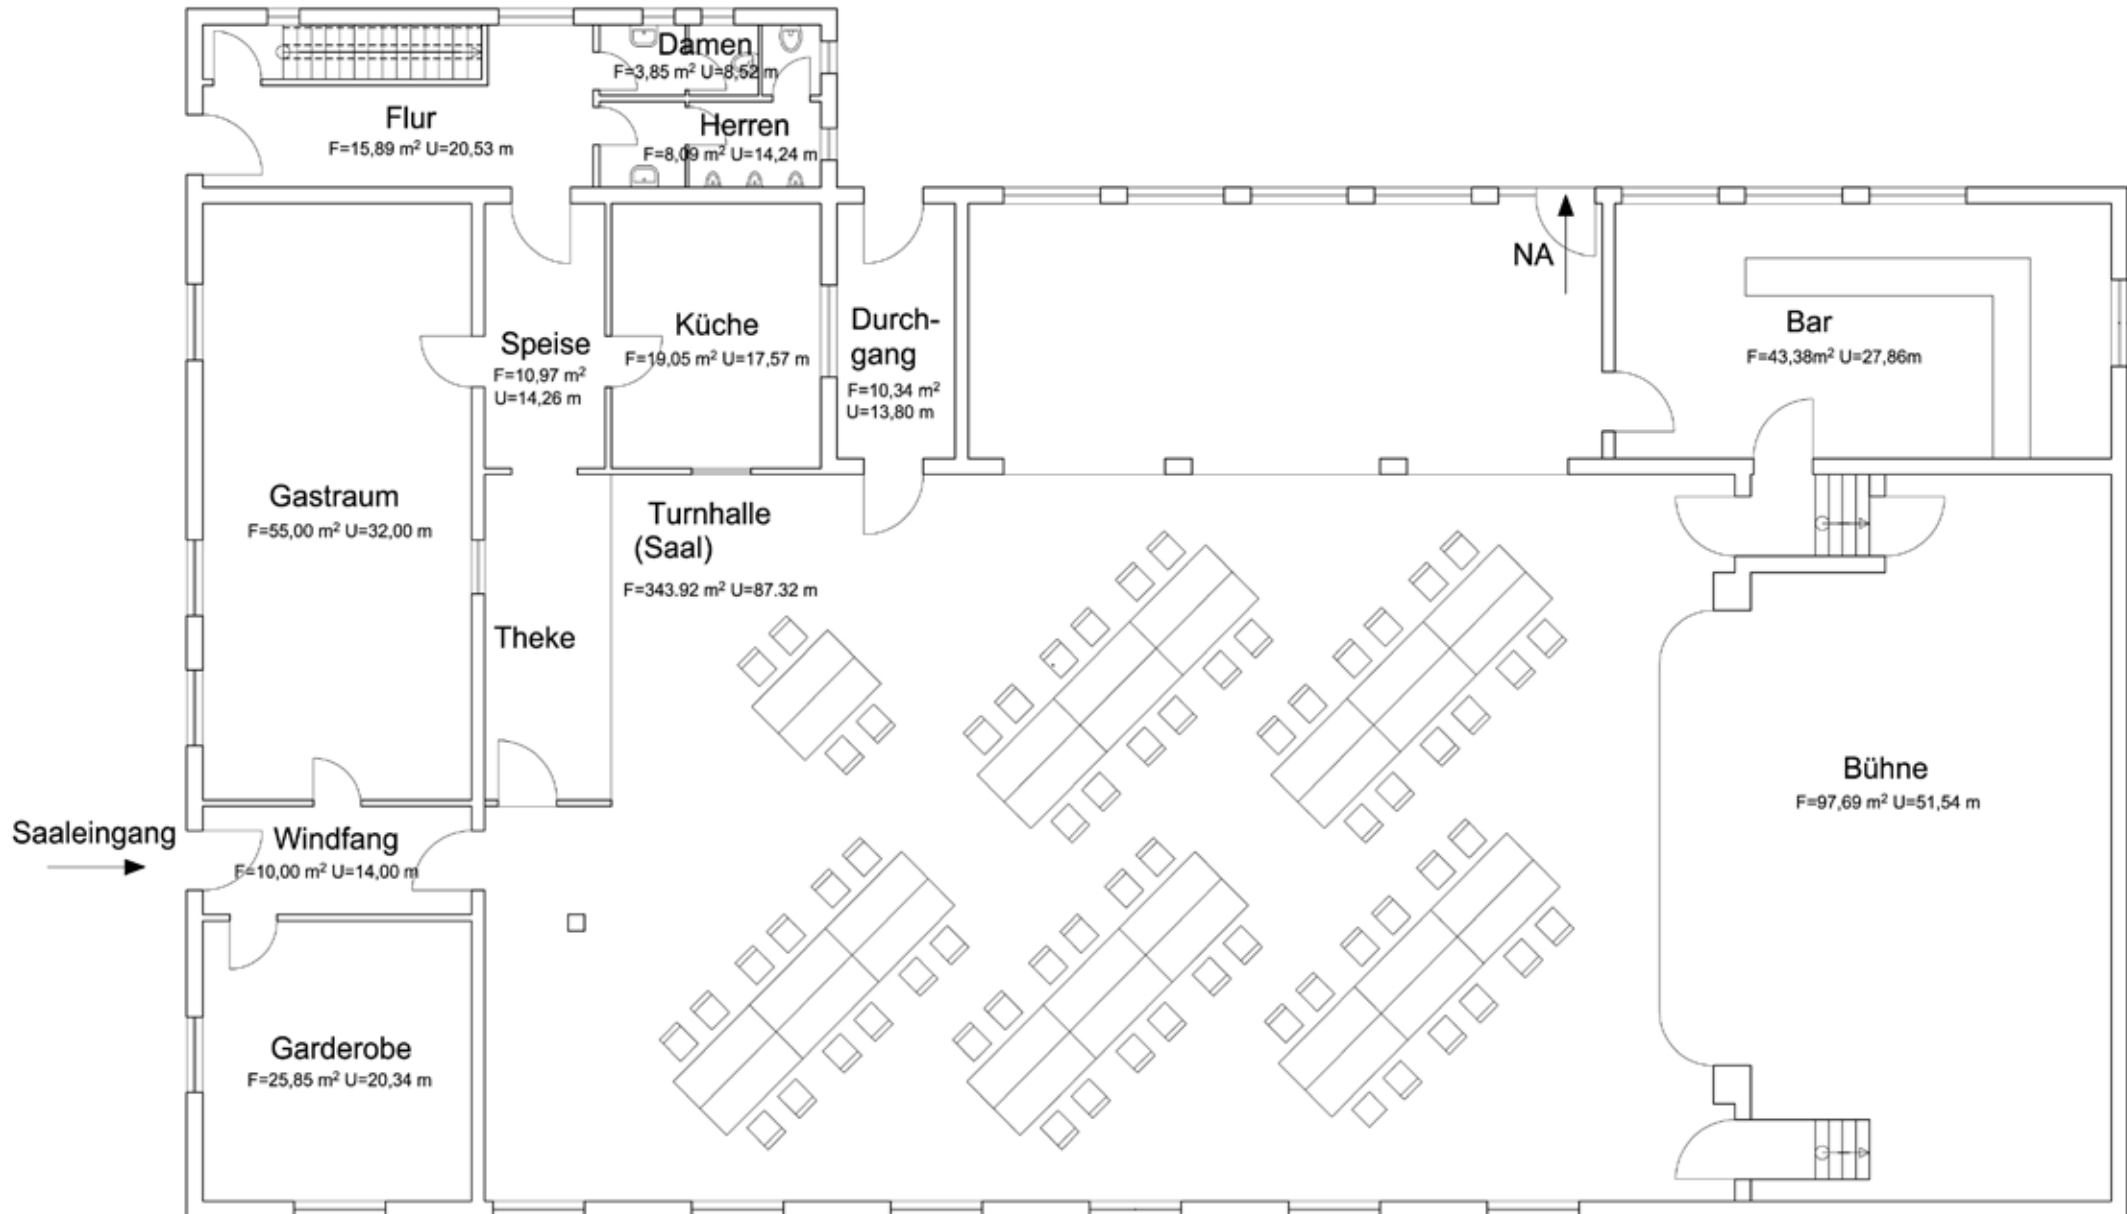 Damen
F=3,85 m² U=8,52 m
Flur
F=15,89 m² U=20,53 m
Herren
F=8,09 m² U=14,24 m
NA
Speise
F=10,97 m²
U=14,26 m
Küche
F=19,05 m² U=17,57 m
Durch-
gang
F=10,34 m²
U=13,80 m
Bar
F=43,38m² U=27,86m
Gastraum
F=55,00 m² U=32,00 m
Turnhalle
(Saal)
F=343.92 m² U=87.32 m
Theke
Bühne
F=97,69 m² U=51,54 m
Saaleingang
Windfang
F=10,00 m² U=14,00 m
Garderobe
F=25,85 m² U=20,34 m